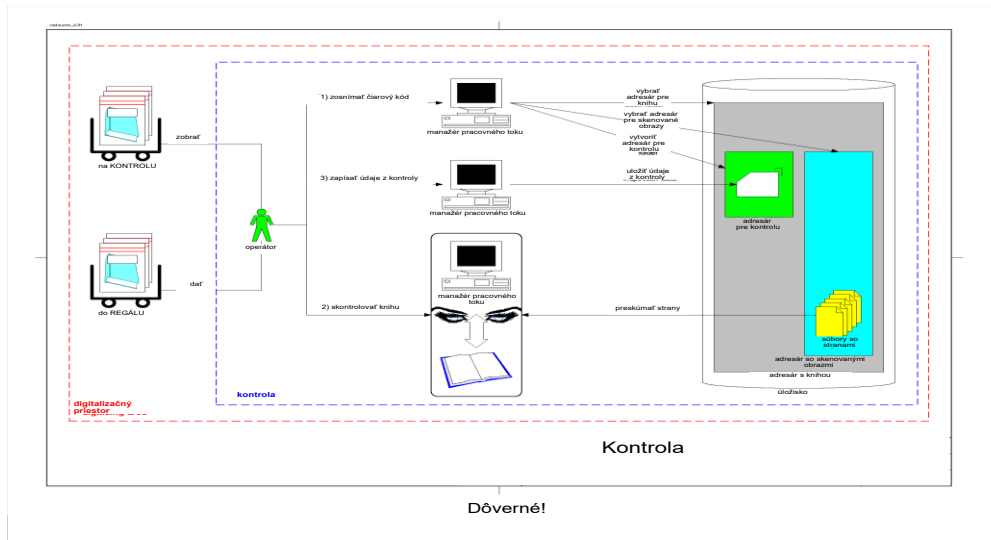 zobrať
na KONTROLU
dať
do REGÁLU
operátor
1) zosnímať čiarový kód
manažér pracovného toku
3) zapísať údaje z kontroly
manažér pracovného toku
manažér pracovného
toku
2) skontrolovať knihu
vybrať
adresár pre
knihu
vybrať adresár
pre skenované
obrazy
vytvoriť
adresár pre
kontrolu
uložiť údaje
z kontroly
preskúmať strany
adresár
pre kontrolu
súbory so
stranami
adresár so skenovanými
obrazmi
adresár s knihou
úložisko
digitalizačný
priestor
kontrola
Kontrola
Dôverné!